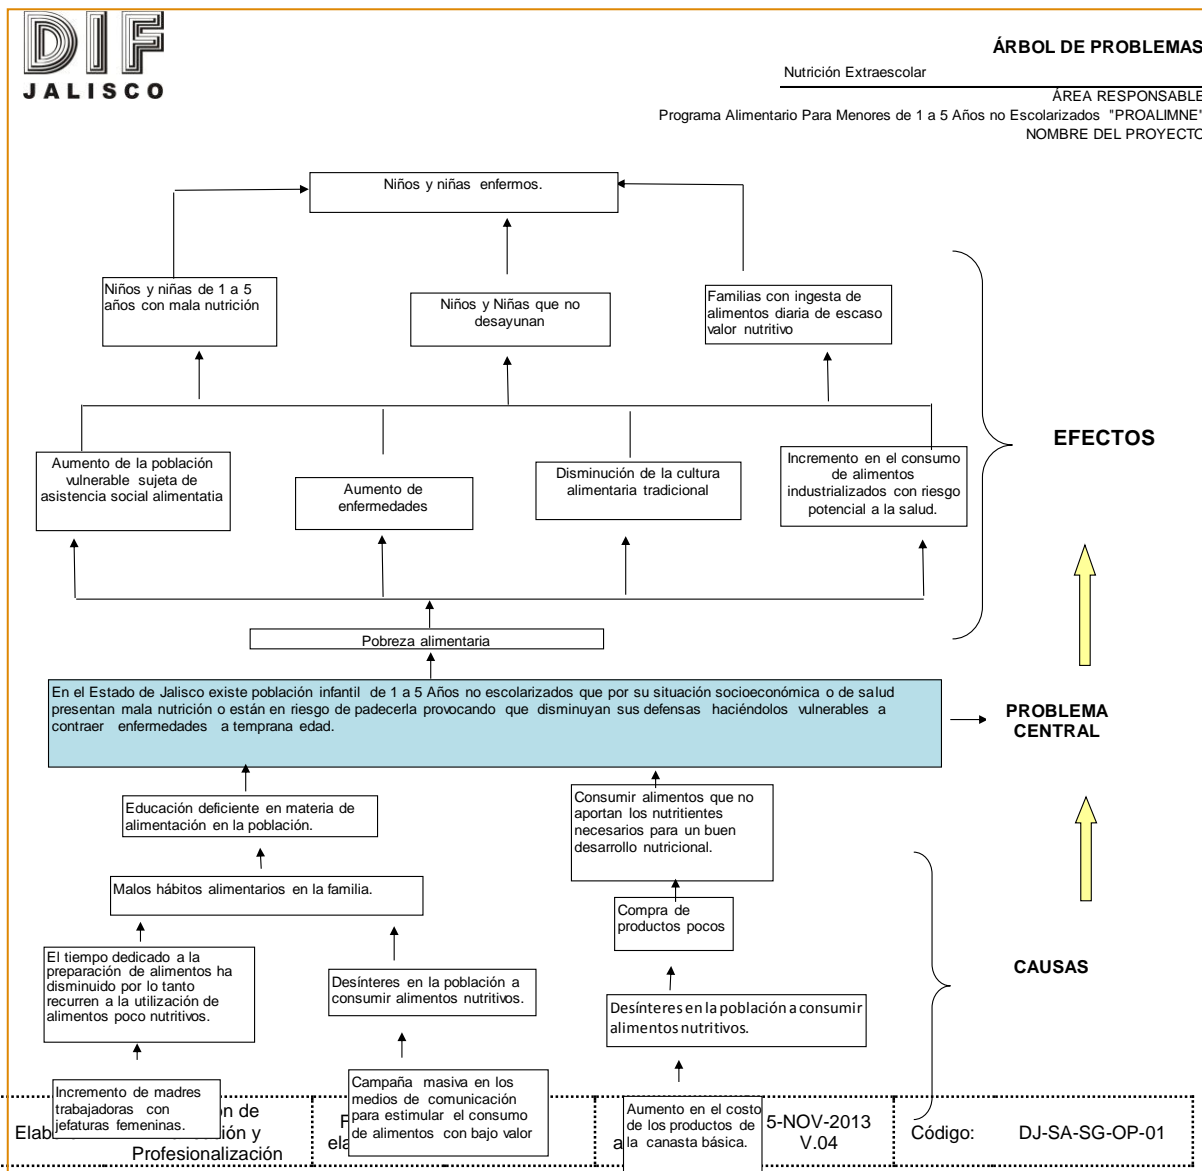 DIF
JALISCO
ÁRBOL DE PROBLEMAS
Nutrición Extraescolar
ÁREA RESPONSABLE
Programa Alimentario Para Menores de 1 a 5 Años no Escolarizados "PROALIMNE"
NOMBRE DEL PROYECTO
Niños y niñas enfermos.
Niños y niñas de 1 a 5
años con mala nutrición
Niños y Niñas que no
desayunan
Familias con ingesta de
alimentos diaria de escaso
valor nutritivo
EFECTOS
Aumento de la población
vulnerable sujeta de
asistencia social alimentatia
Aumento de
enfermedades
Disminución de la cultura
alimentaria tradicional
Incremento en el consumo
de alimentos
industrializados con riesgo
potencial a la salud.
Pobreza alimentaria
En el Estado de Jalisco existe población infantil de 1 a 5 Años no escolarizados que por su situación socioeconómica o de salud
presentan mala nutrición o están en riesgo de padecerla provocando que disminuyan sus defensas haciéndolos vulnerables a
contraer enfermedades a temprana edad.
PROBLEMA
CENTRAL
Educación deficiente en materia de
alimentación en la población.
Consumir alimentos que no
aportan los nutritientes
necesarios para un buen
desarrollo nutricional.
Malos hábitos alimentarios en la familia.
Compra de
productos pocos
El tiempo dedicado a la
preparación de alimentos ha
disminuido por lo tanto
recurren a la utilización de
alimentos poco nutritivos.
Desínteres en la población a
consumir alimentos nutritivos.
Desínteres en la población a consumir
alimentos nutritivos.
CAUSAS
Incremento de madres
trabajadoras con
jefaturas femeninas.
Campaña masiva en los
medios de comunicación
para estimular el consumo
de alimentos con bajo valor
Aumento en el costo
de los productos de
la canasta básica.
de
y
Profesionalización
5-NOV-2013
V.04
Código:
DJ-SA-SG-OP-01